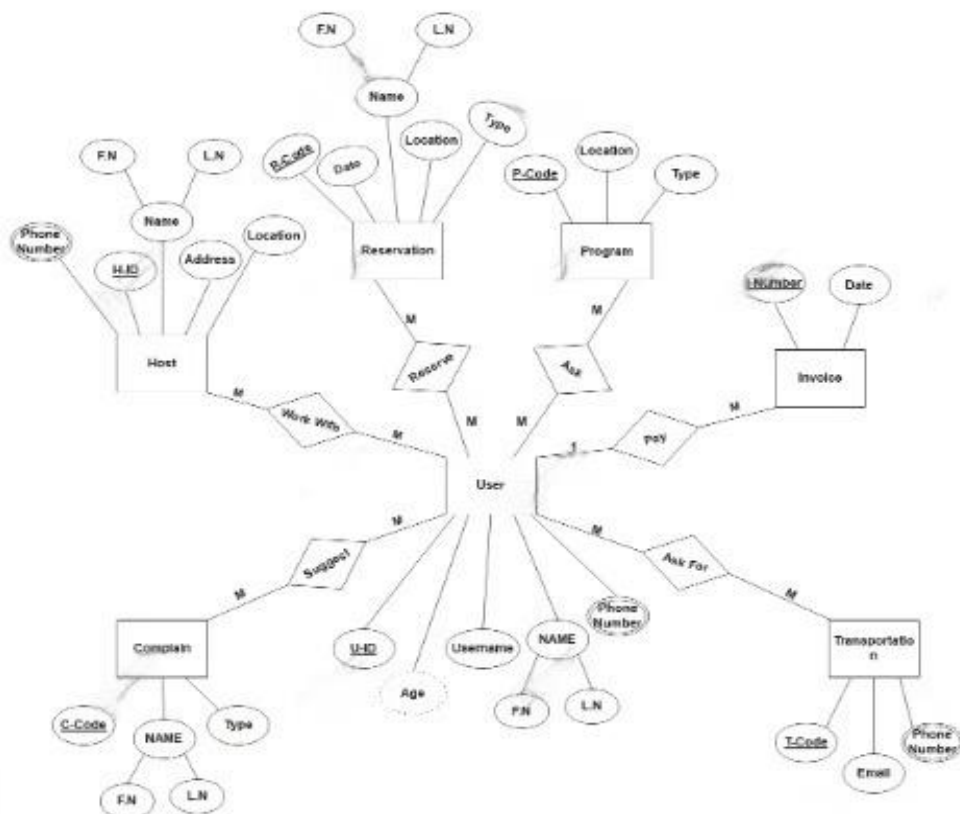 F.N
L.N
Name
R-Code
Date
Location
Type
Reservation
P-Code
Location
Type
Program
F.N
L.N
Name
Phone
Number
H-ID
Address
Location
Host
I-Number
Date
Invoice
M
M
M
M
Reserve
Ask
Work With
M
M
M
1
Pay
M
User
M
Suggest
M
M
Ask For
M
Complain
C-Code
NAME
Type
F.N
L.N
U-ID
Age
Username
NAME
Phone
Number
F.N
L.N
Transportatio
n
T-Code
Email
Phone
Number